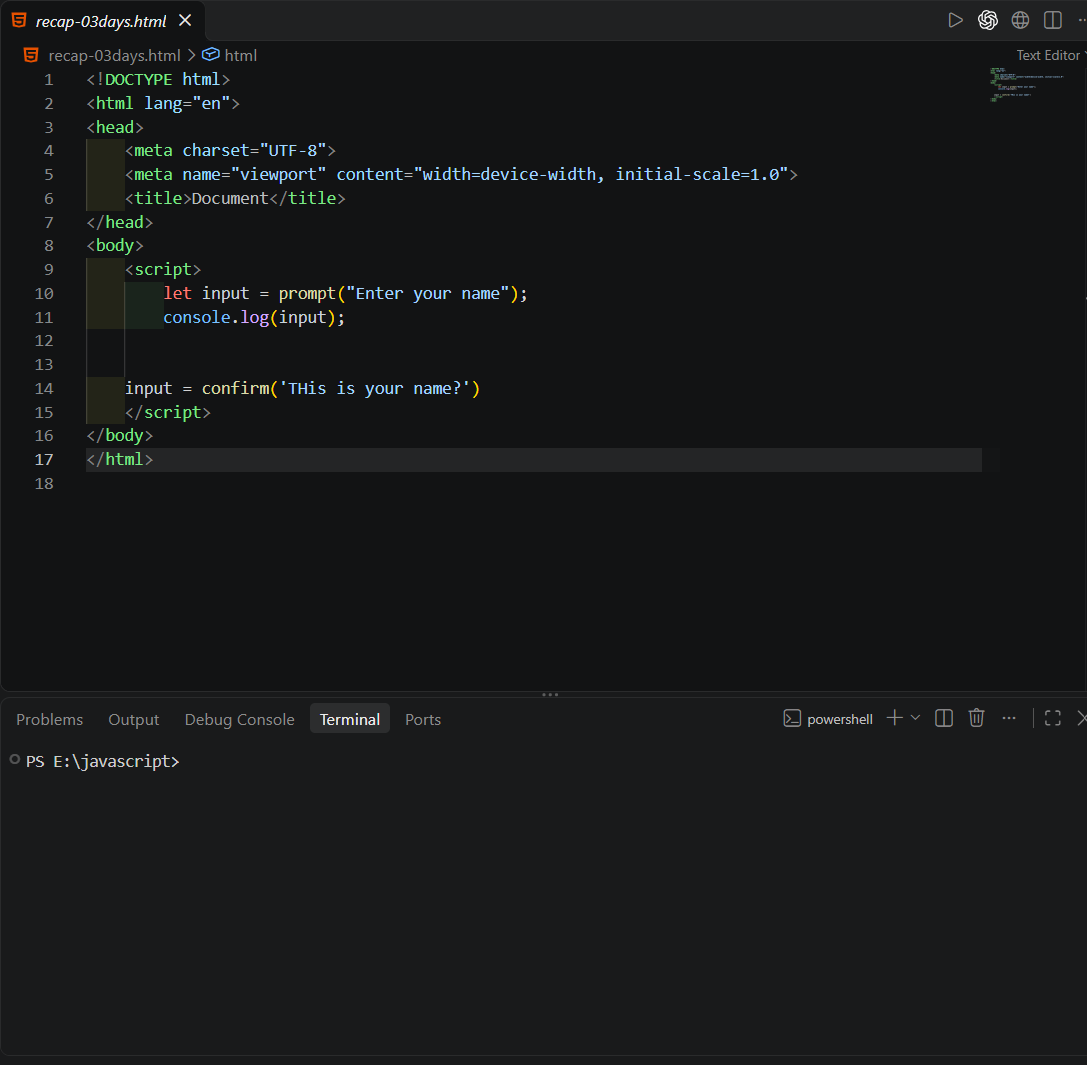 recap-03days.html
recap-03days.html > html
Text Editor
1 <!DOCTYPE html>
2 <html lang="en">
3 <head>
4 <meta charset="UTF-8">
5 <meta name="viewport" content="width=device-width, initial-scale=1.0">
6 <title>Document</title>
7 </head>
8 <body>
9 <script>
10 let input = prompt("Enter your name");
11 console.log(input);
12
13
14 input = confirm('THis is your name?')
15 </script>
16 </body>
17 </html>
18
Problems Output Debug Console Terminal Ports powershell
PS E:\javascript>